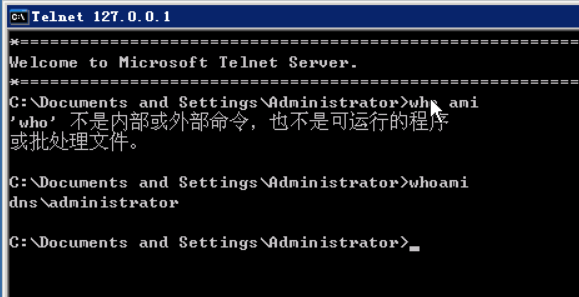 Telnet 127.0.0.1
*===============================================================
Welcome to Microsoft Telnet Server.
*===============================================================
C:\Documents and Settings\Administrator>who ami
'who' 不是内部或外部命令，也不是可运行的程序
或批处理文件。
C:\Documents and Settings\Administrator>whoami
dns\administrator
C:\Documents and Settings\Administrator>_